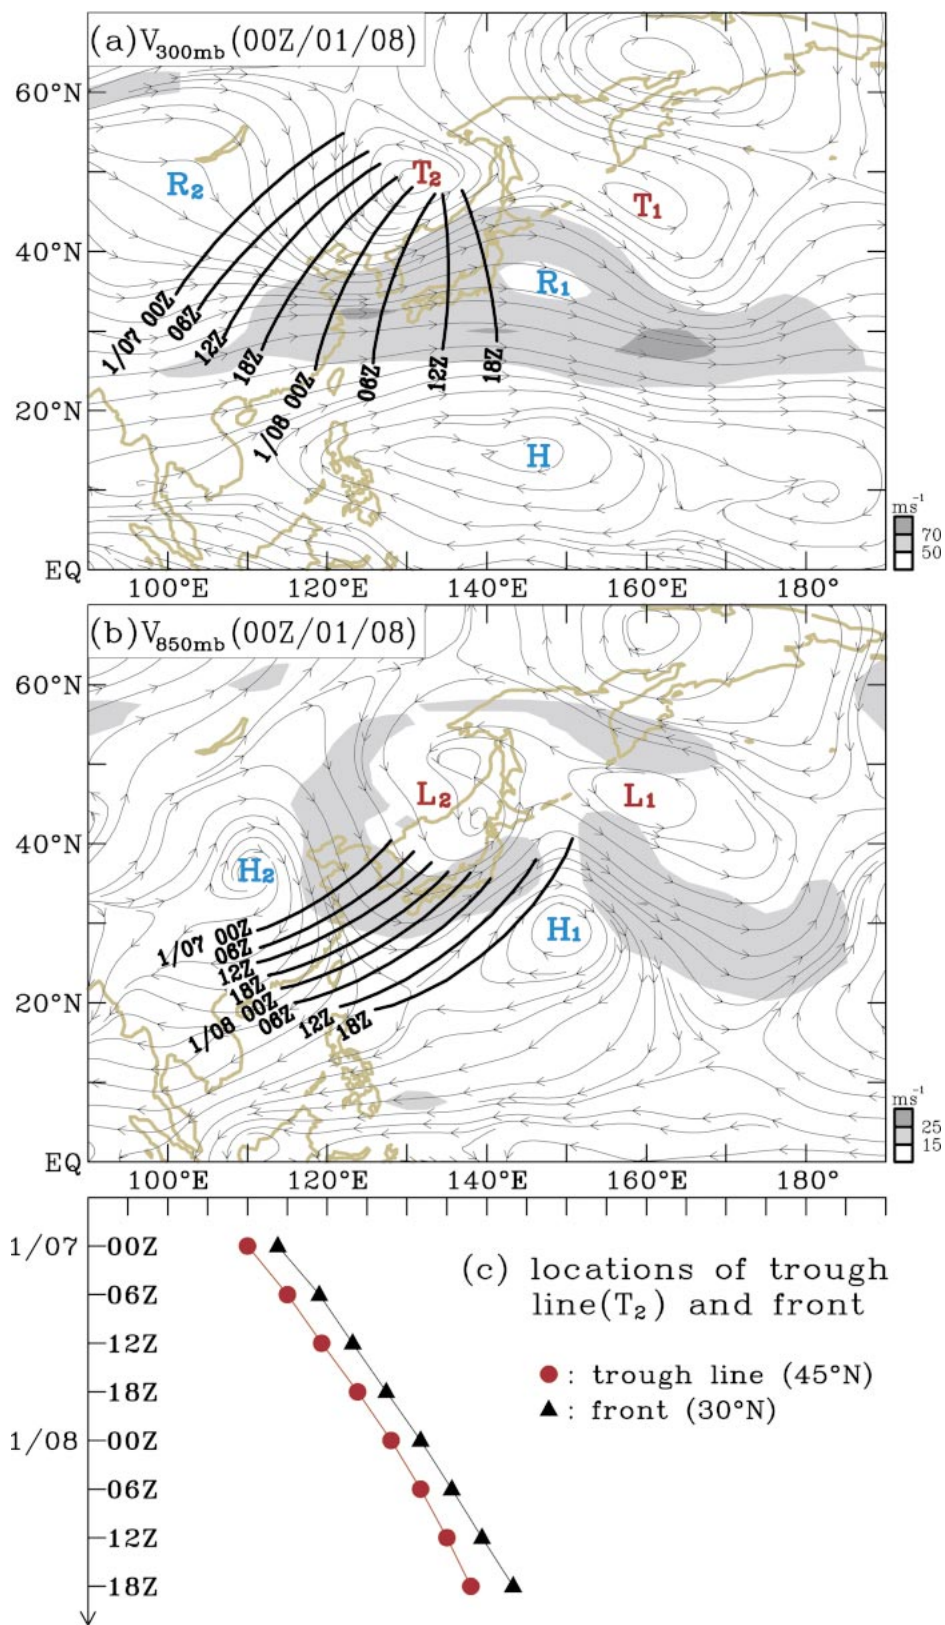 (a) V300mb (00Z/01/08)
60°N
R2
T2
T1
40°N
R1
1/07 00Z
06Z
12Z
18Z
1/08 00Z
06Z
12Z
18Z
20°N
H
ms-1
70
50
EQ
100°E 120°E 140°E 160°E 180°
(b) V850mb (00Z/01/08)
60°N
L2
L1
40°N
H2
H1
1/07 00Z
06Z
12Z
18Z
1/08 00Z
06Z
12Z
18Z
20°N
ms-1
25
15
EQ
100°E 120°E 140°E 160°E 180°
1/07 00Z
06Z
12Z
18Z
1/08 00Z
06Z
12Z
18Z
(c) locations of trough
line(T2) and front
: trough line (45°N)
: front (30°N)